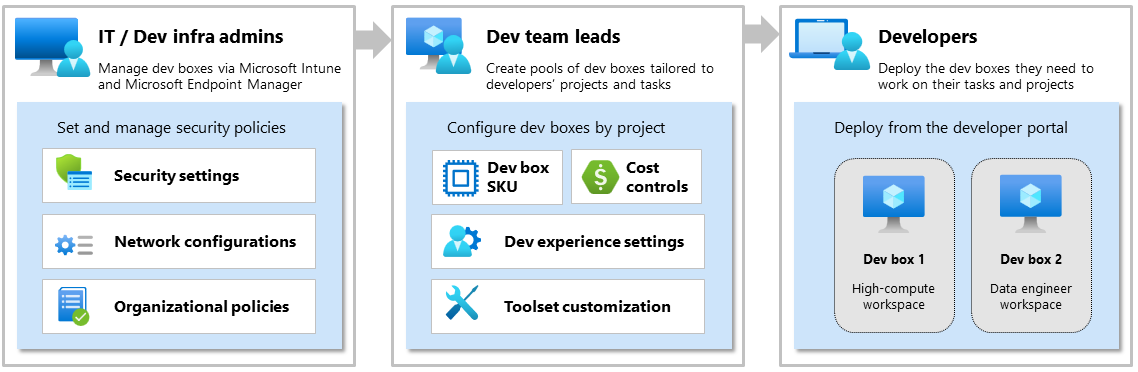 IT / Dev infra admins
Manage dev boxes via Microsoft Intune
and Microsoft Endpoint Manager
Set and manage security policies
Security settings
Network configurations
Organizational policies
Dev team leads
Create pools of dev boxes tailored to
developers' projects and tasks
Configure dev boxes by project
Dev box
SKU
Cost
controls
Dev experience settings
Toolset customization
Developers
Deploy the dev boxes they need to
work on their tasks and projects
Deploy from the developer portal
Dev box 1
High-compute
workspace
Dev box 2
Data engineer
workspace